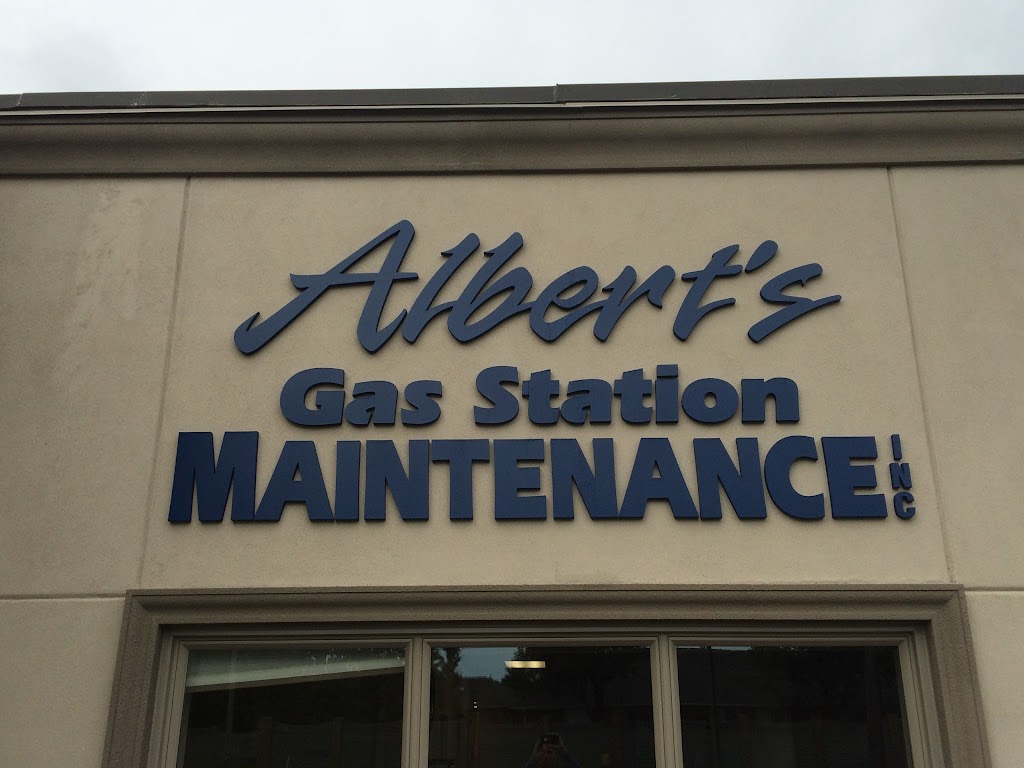 Albert's
Gas Station
MAINTENANCE INC